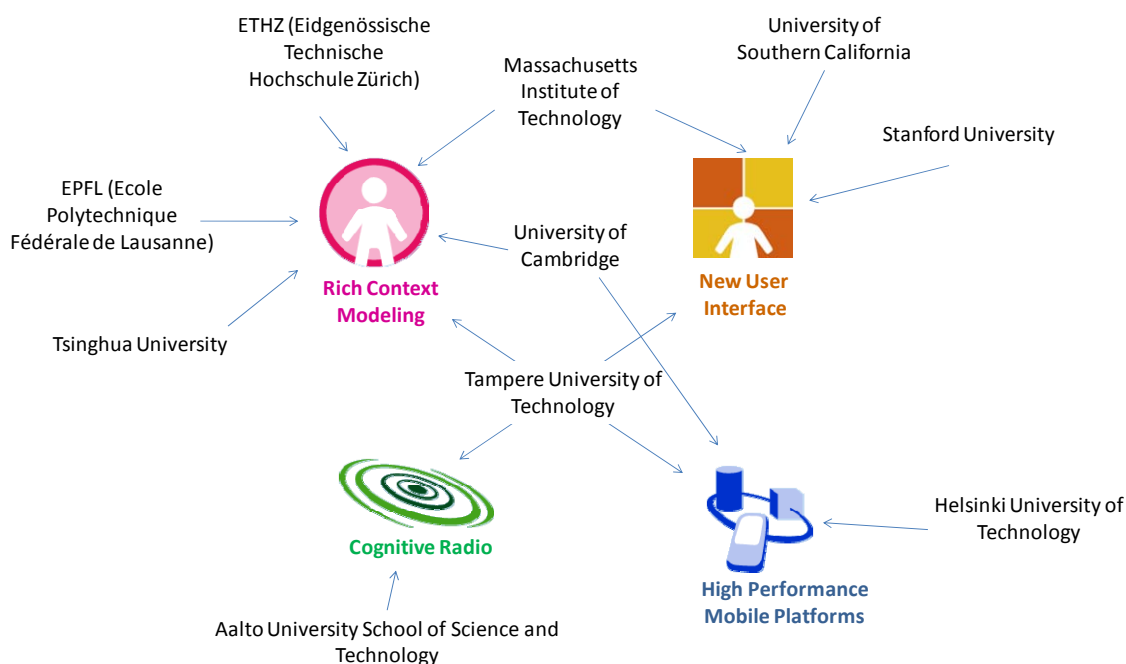 ETHZ (Eidgenössische
Technische
Hochschule Zürich)
Massachusetts
Institute of
Technology
University of
Southern California
Stanford University
EPFL (Ecole
Polytechnique
Fédérale de Lausanne)
University of
Cambridge
Rich Context
Modeling
New User
Interface
Tsinghua University
Tampere University of
Technology
Cognitive Radio
Helsinki University of
Technology
High Performance
Mobile Platforms
Aalto University School of Science and
Technology